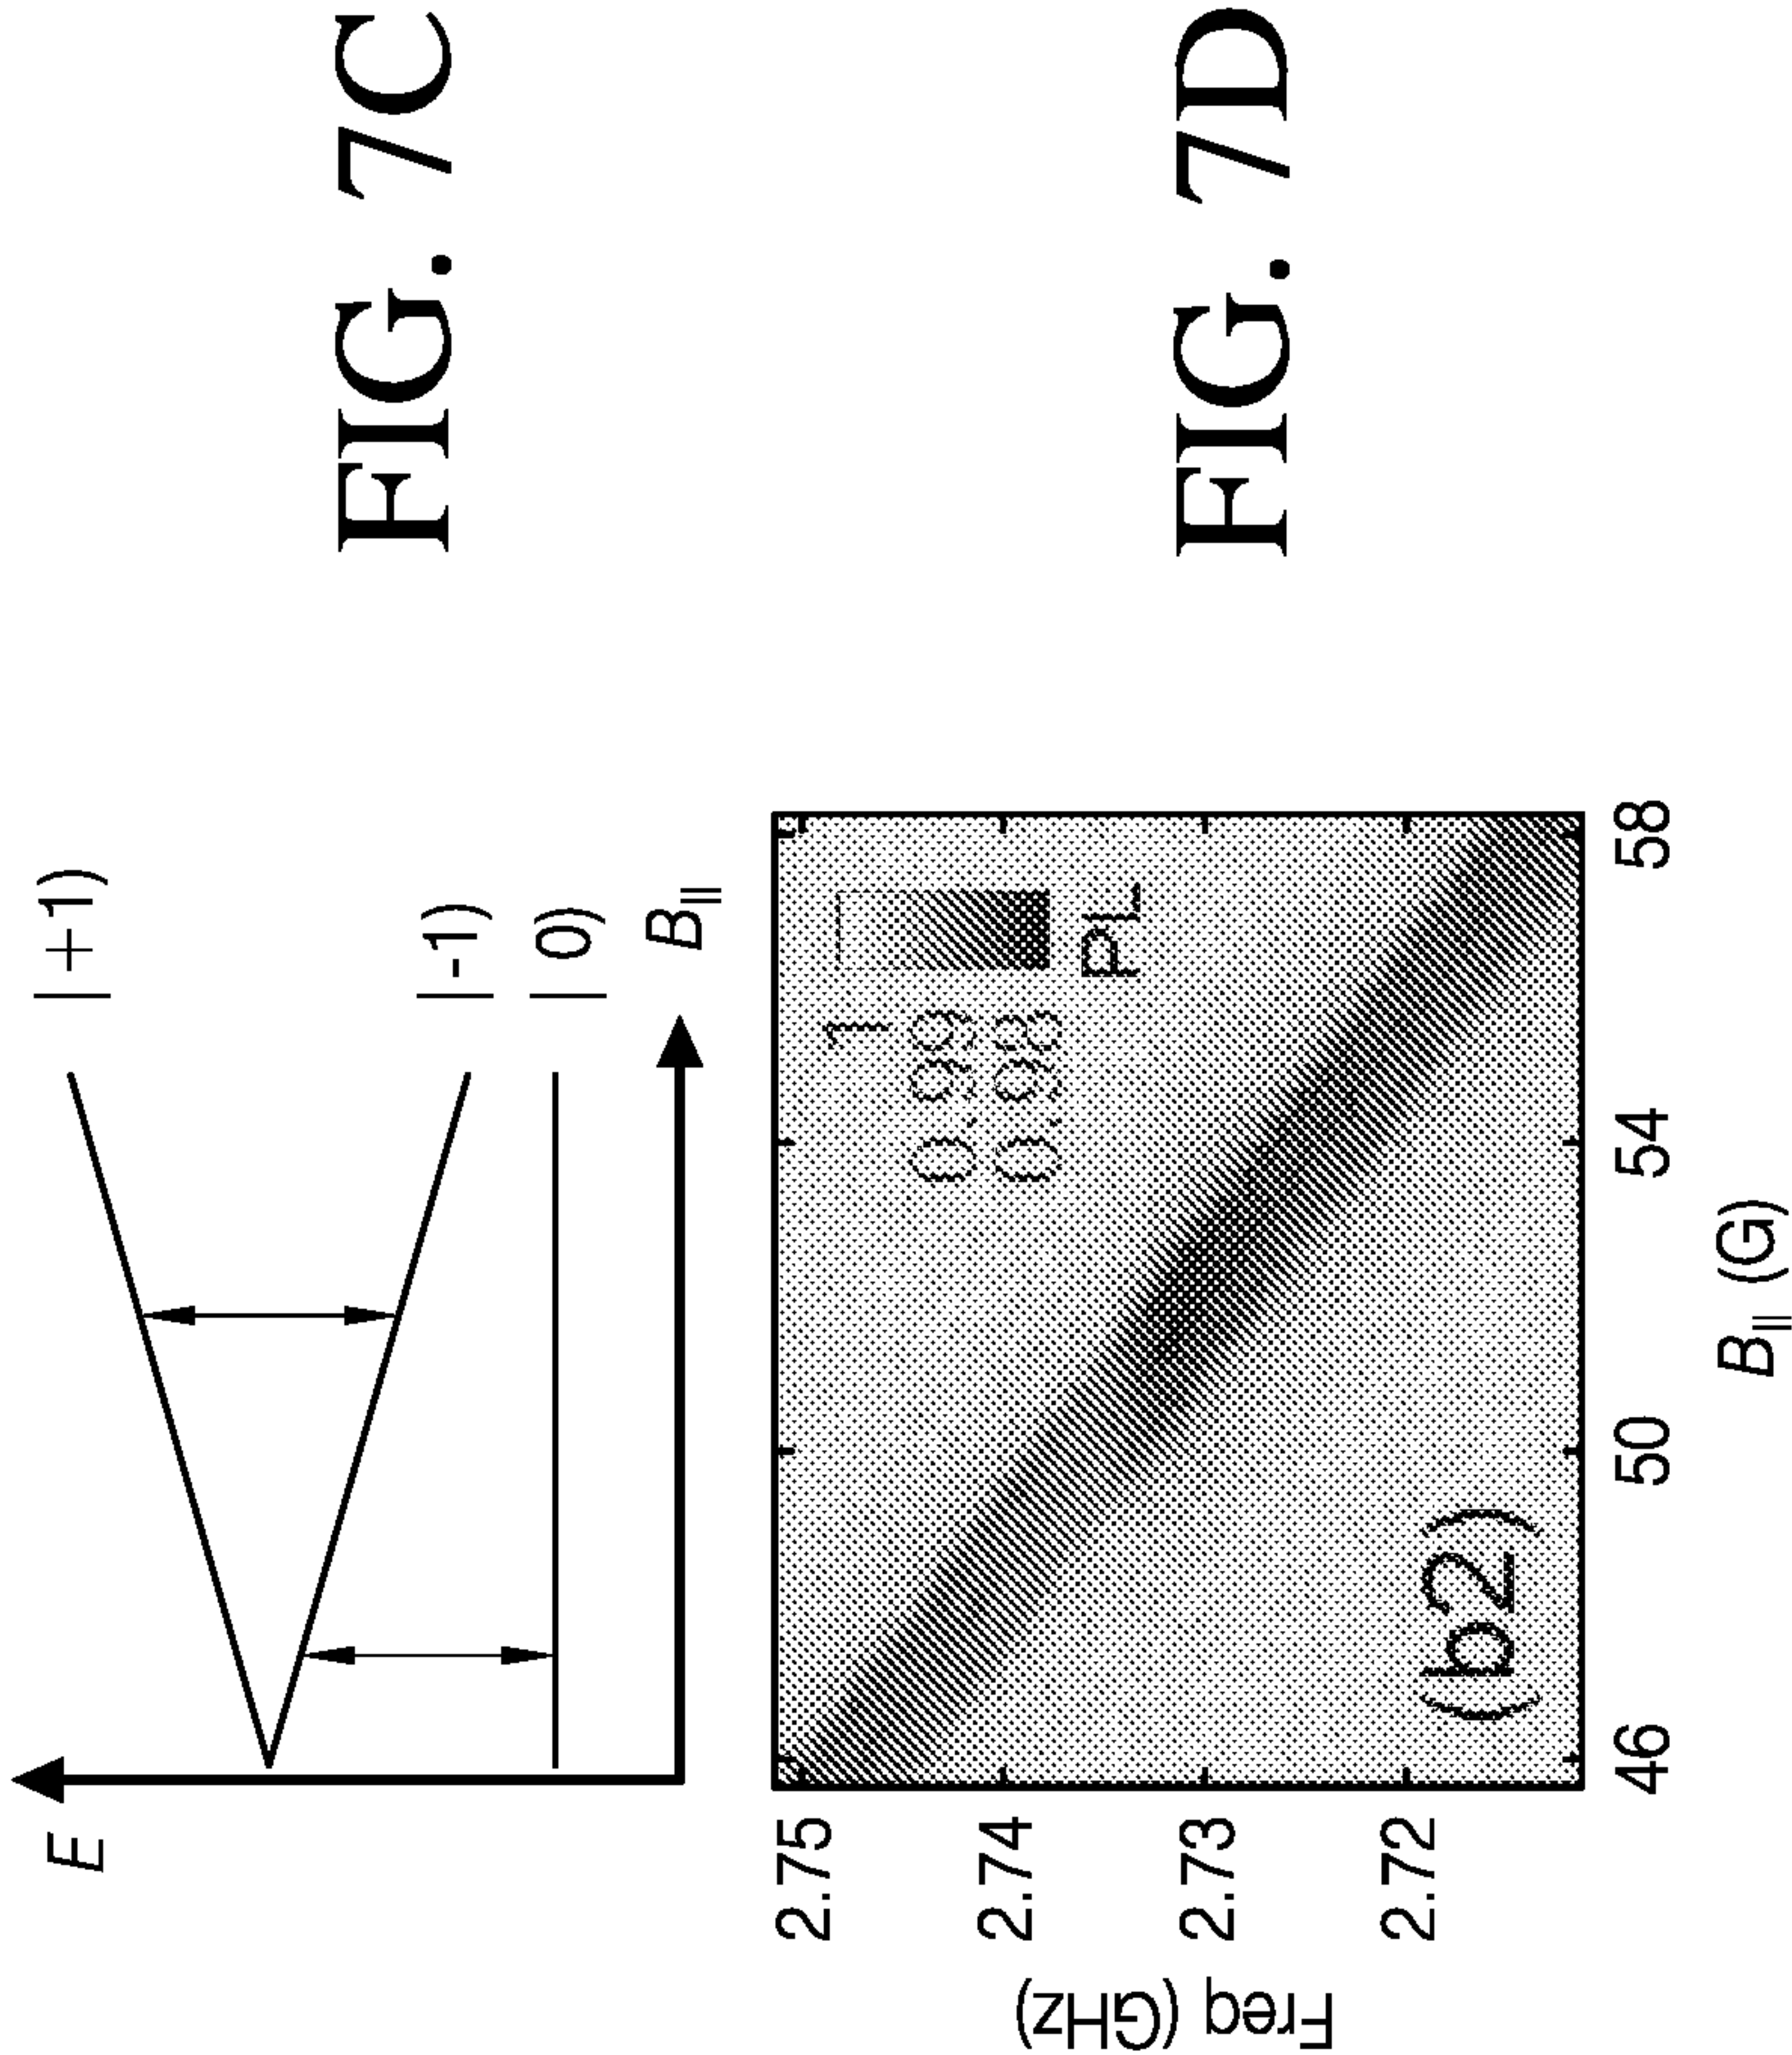 E
|+1)
|-1)
|0)
B||
FIG. 7C
Freq (GHz)
2.75
2.74
2.73
2.72
1
0.99
0.98
PL
(b2)
46 50 54 58
B|| (G)
FIG. 7D